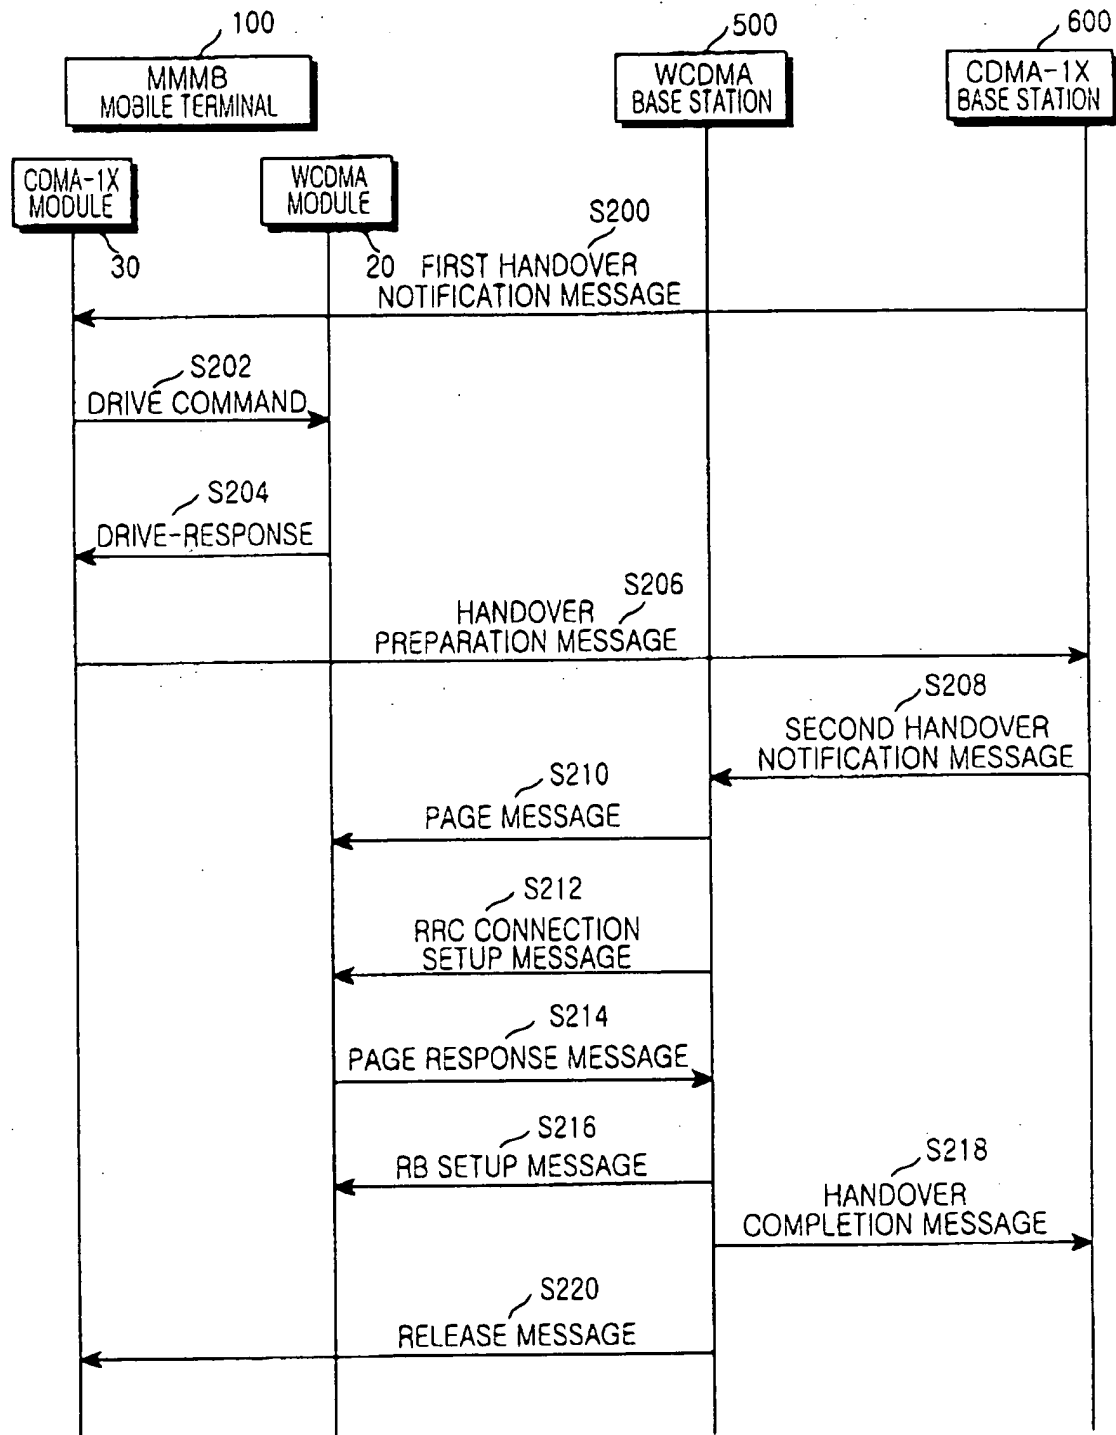 100
500
600
MMMB
MOBILE TERMINAL
WCDMA
BASE STATION
CDMA-1X
BASE STATION
CDMA-1X
MODULE
WCDMA
MODULE
30
20
S200
FIRST HANDOVER
NOTIFICATION MESSAGE
S202
DRIVE COMMAND
S204
DRIVE-RESPONSE
S206
HANDOVER
PREPARATION MESSAGE
S208
SECOND HANDOVER
NOTIFICATION MESSAGE
S210
PAGE MESSAGE
S212
RRC CONNECTION
SETUP MESSAGE
S214
PAGE RESPONSE MESSAGE
S216
RB SETUP MESSAGE
S218
HANDOVER
COMPLETION MESSAGE
S220
RELEASE MESSAGE